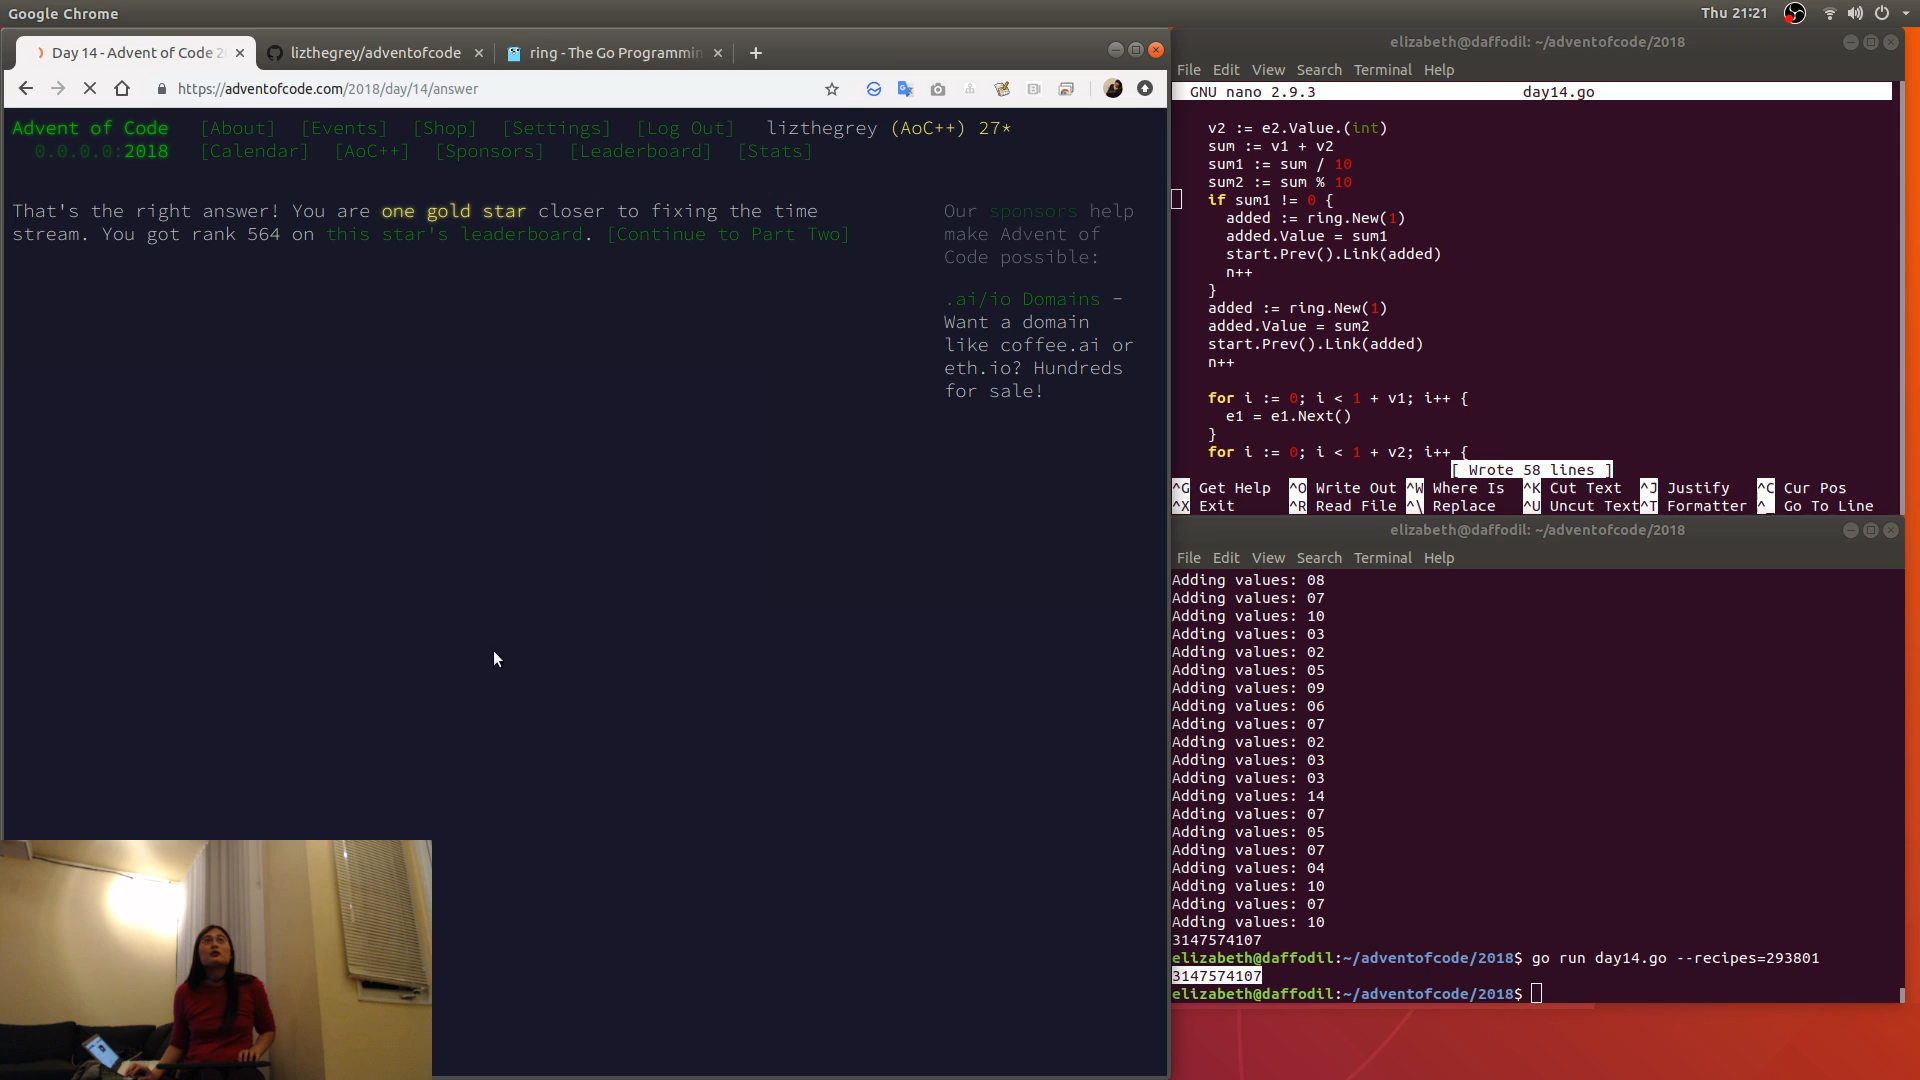 Google Chrome
Thu 21:21
Day 14 - Advent of Code 2
lizthegrey/adventofcode
ring - The Go Programmin
https://adventofcode.com/2018/day/14/answer
Advent of Code [About] [Events] [Shop] [Settings] [Log Out] lizthegrey (AoC++) 27*
0.0.0.0:2018 [Calendar] [AoC++] [Sponsors] [Leaderboard] [Stats]
That's the right answer! You are one gold star closer to fixing the time
stream. You got rank 564 on this star's leaderboard. [Continue to Part Two]
Our sponsors help
make Advent of
Code possible:
.ai/io Domains -
Want a domain
like coffee.ai or
eth.io? Hundreds
for sale!
elizabeth@daffodil: ~/adventofcode/2018
File Edit View Search Terminal Help
GNU nano 2.9.3 day14.go
v2 := e2.Value.(int)
sum := v1 + v2
sum1 := sum / 10
sum2 := sum % 10
if sum1 != 0 {
added := ring.New(1)
added.Value = sum1
start.Prev().Link(added)
n++
}
added := ring.New(1)
added.Value = sum2
start.Prev().Link(added)
n++
for i := 0; i < 1 + v1; i++ {
e1 = e1.Next()
}
for i := 0; i < 1 + v2; i++ {
[ Wrote 58 lines ]
^G Get Help ^O Write Out ^W Where Is ^K Cut Text ^J Justify ^C Cur Pos
^X Exit ^R Read File ^\ Replace ^U Uncut Text ^T Formatter ^_ Go To Line
elizabeth@daffodil: ~/adventofcode/2018
File Edit View Search Terminal Help
Adding values: 08
Adding values: 07
Adding values: 10
Adding values: 03
Adding values: 02
Adding values: 05
Adding values: 09
Adding values: 06
Adding values: 07
Adding values: 02
Adding values: 03
Adding values: 03
Adding values: 14
Adding values: 07
Adding values: 05
Adding values: 07
Adding values: 04
Adding values: 10
Adding values: 07
Adding values: 10
3147574107
elizabeth@daffodil:~/adventofcode/2018$ go run day14.go --recipes=293801
3147574107
elizabeth@daffodil:~/adventofcode/2018$